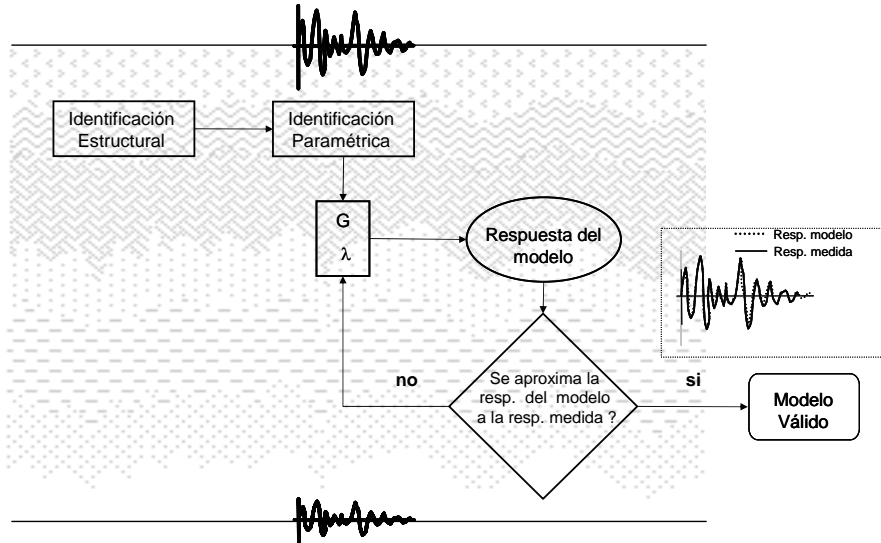 Identificación
Estructural
Identificación
Paramétrica
G
λ
Respuesta del
modelo
Resp. modelo
Resp. medida
no
Se aproxima la
resp. del modelo
a la resp. medida ?
si
Modelo
Válido